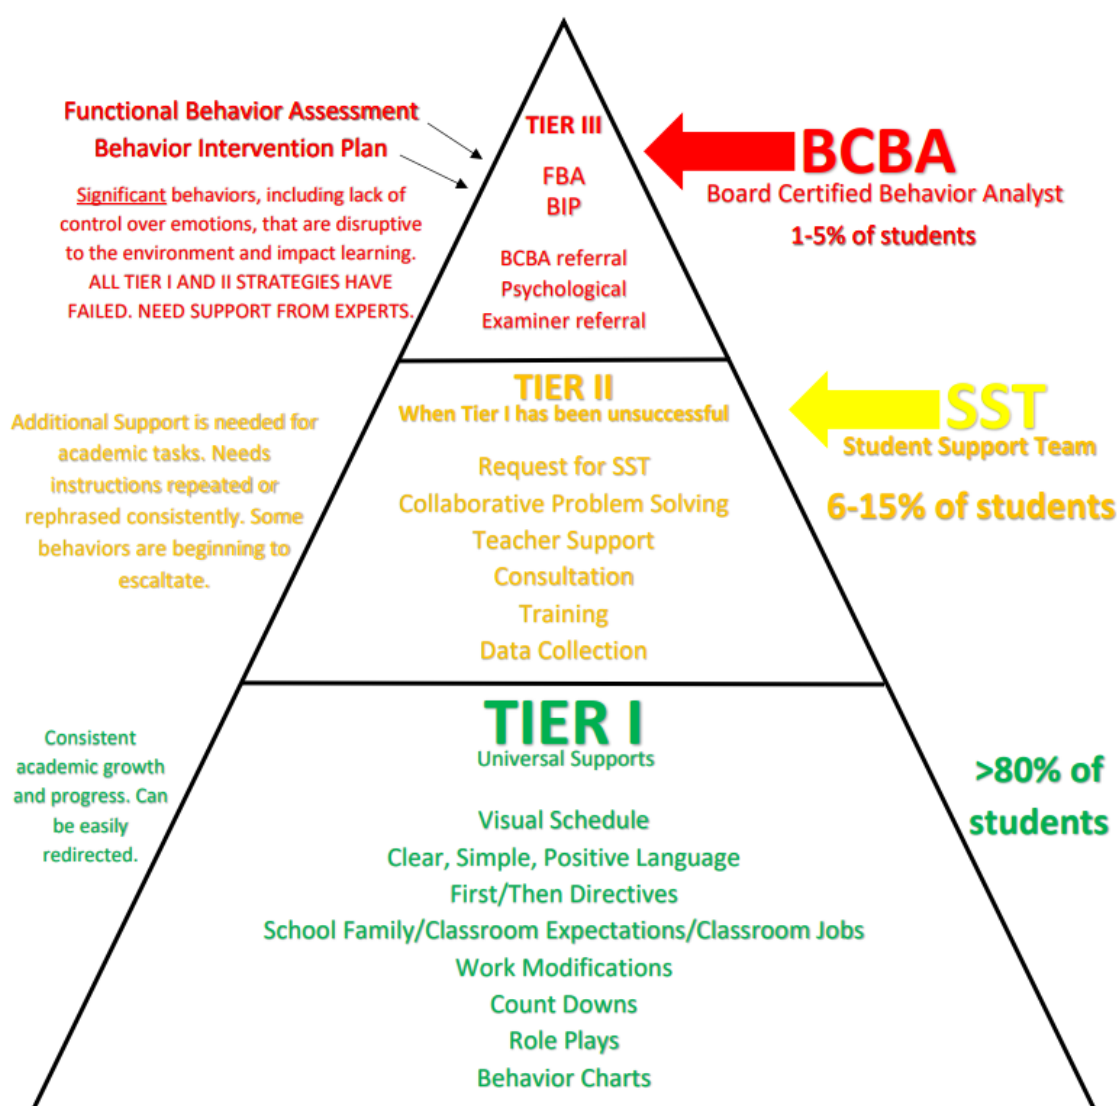 Functional Behavior Assessment
Behavior Intervention Plan
Significant behaviors, including lack of
control over emotions, that are disruptive
to the environment and impact learning.
ALL TIER I AND II STRATEGIES HAVE
FAILED. NEED SUPPORT FROM EXPERTS.
TIER III
FBA
BIP
BCBA referral
Psychological
Examiner referral
BCBA
Board Certified Behavior Analyst
1-5% of students
Additional Support is needed for
academic tasks. Needs
instructions repeated or
rephrased consistently. Some
behaviors are beginning to
escaltate.
TIER II
When Tier I has been unsuccessful
Request for SST
Collaborative Problem Solving
Teacher Support
Consultation
Training
Data Collection
SST
Student Support Team
6-15% of students
Consistent
academic growth
and progress. Can
be easily
redirected.
TIER I
Universal Supports
Visual Schedule
Clear, Simple, Positive Language
First/Then Directives
School Family/Classroom Expectations/Classroom Jobs
Work Modifications
Count Downs
Role Plays
Behavior Charts
>80% of
students